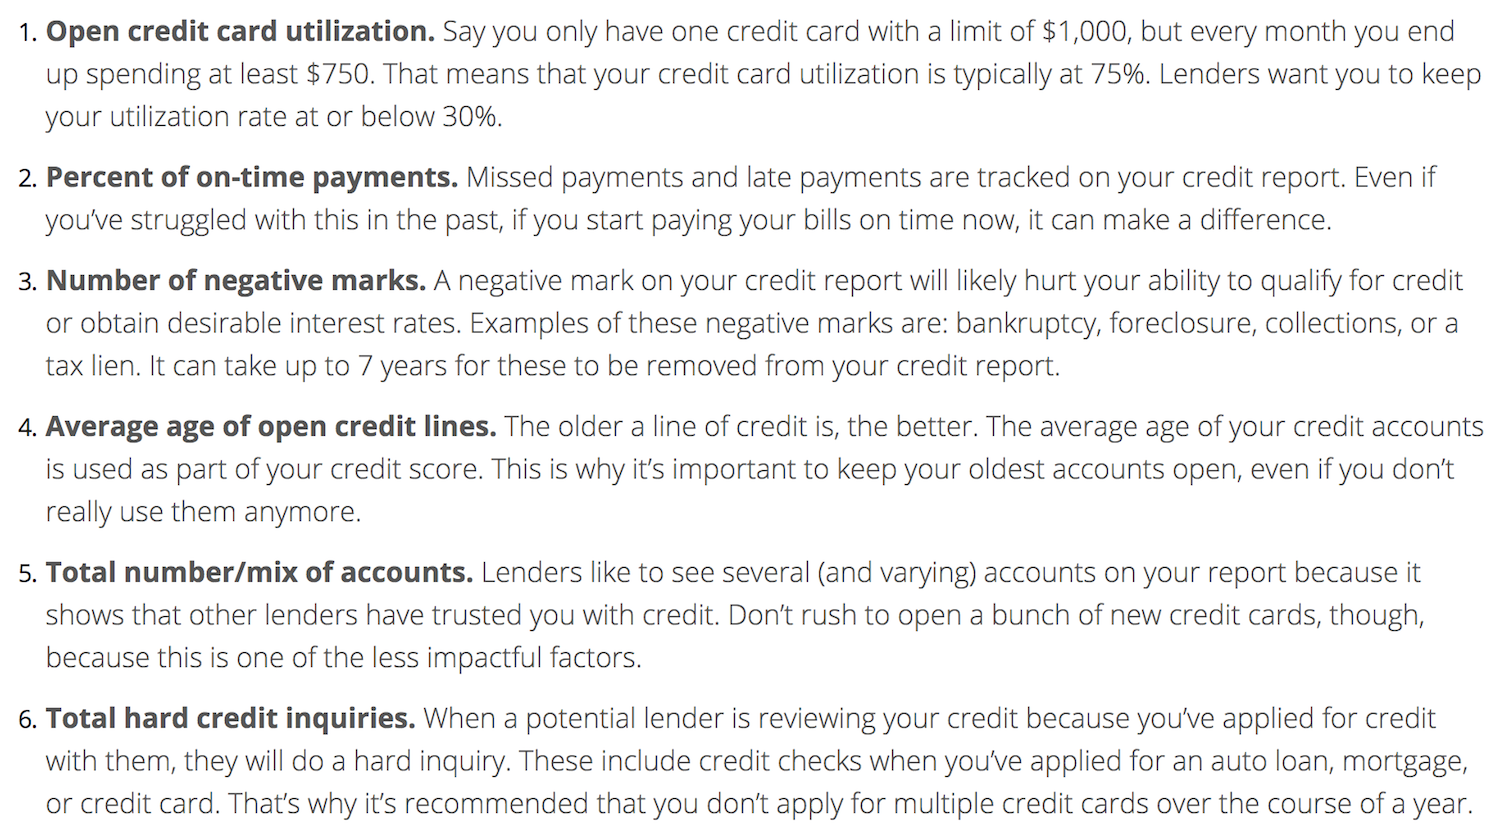 1. Open credit card utilization. Say you only have one credit card with a limit of $1,000, but every month you end
up spending at least $750. That means that your credit card utilization is typically at 75%. Lenders want you to keep
your utilization rate at or below 30%.
2. Percent of on-time payments. Missed payments and late payments are tracked on your credit report. Even if
you’ve struggled with this in the past, if you start paying your bills on time now, it can make a difference.
3. Number of negative marks. A negative mark on your credit report will likely hurt your ability to qualify for credit
or obtain desirable interest rates. Examples of these negative marks are: bankruptcy, foreclosure, collections, or a
tax lien. It can take up to 7 years for these to be removed from your credit report.
4. Average age of open credit lines. The older a line of credit is, the better. The average age of your credit accounts
is used as part of your credit score. This is why it’s important to keep your oldest accounts open, even if you don’t
really use them anymore.
5. Total number/mix of accounts. Lenders like to see several (and varying) accounts on your report because it
shows that other lenders have trusted you with credit. Don’t rush to open a bunch of new credit cards, though,
because this is one of the less impactful factors.
6. Total hard credit inquiries. When a potential lender is reviewing your credit because you’ve applied for credit
with them, they will do a hard inquiry. These include credit checks when you’ve applied for an auto loan, mortgage,
or credit card. That’s why it’s recommended that you don’t apply for multiple credit cards over the course of a year.